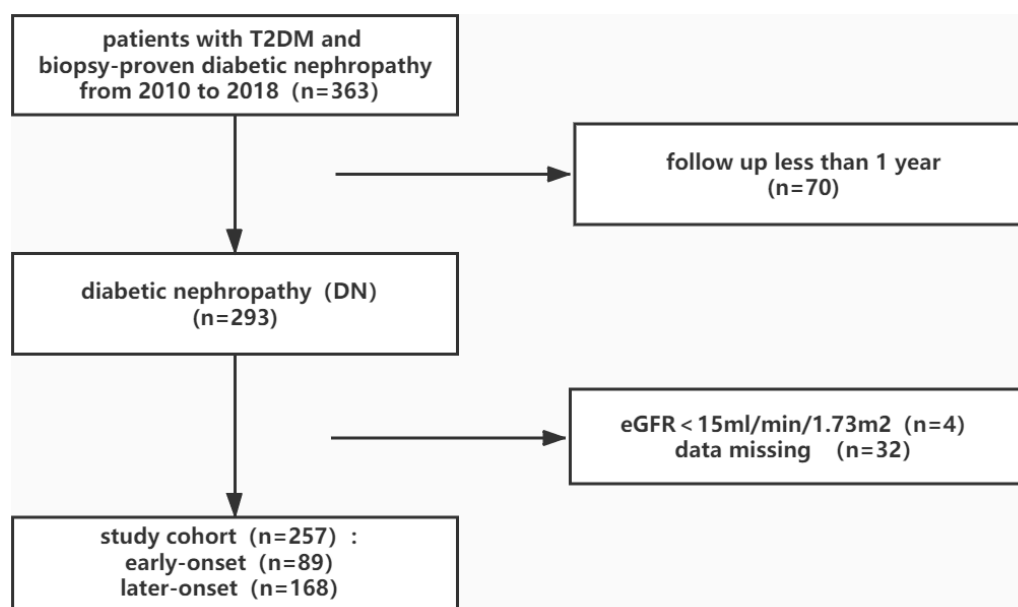 patients with T2DM and
biopsy-proven diabetic nephropathy
from 2010 to 2018（n=363）
follow up less than 1 year
（n=70）
diabetic nephropathy（DN）
（n=293）
eGFR＜15ml/min/1.73m2（n=4）
data missing （n=32）
study cohort（n=257）:
early-onset（n=89）
later-onset（n=168）